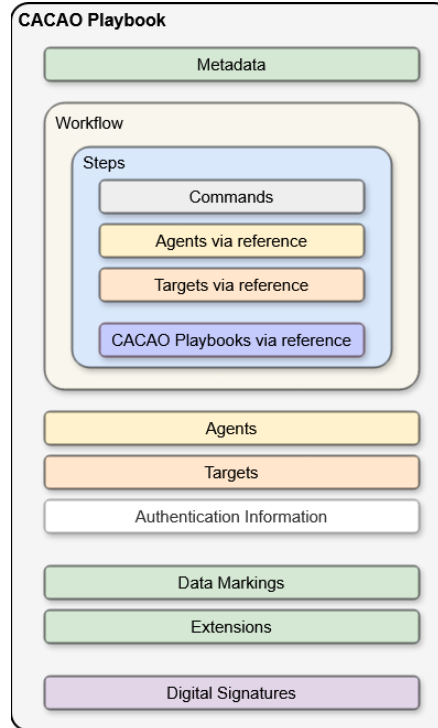 CACAO Playbook
Metadata
Workflow
Steps
Commands
Agents via reference
Targets via reference
CACAO Playbooks via reference
Agents
Targets
Authentication Information
Data Markings
Extensions
Digital Signatures